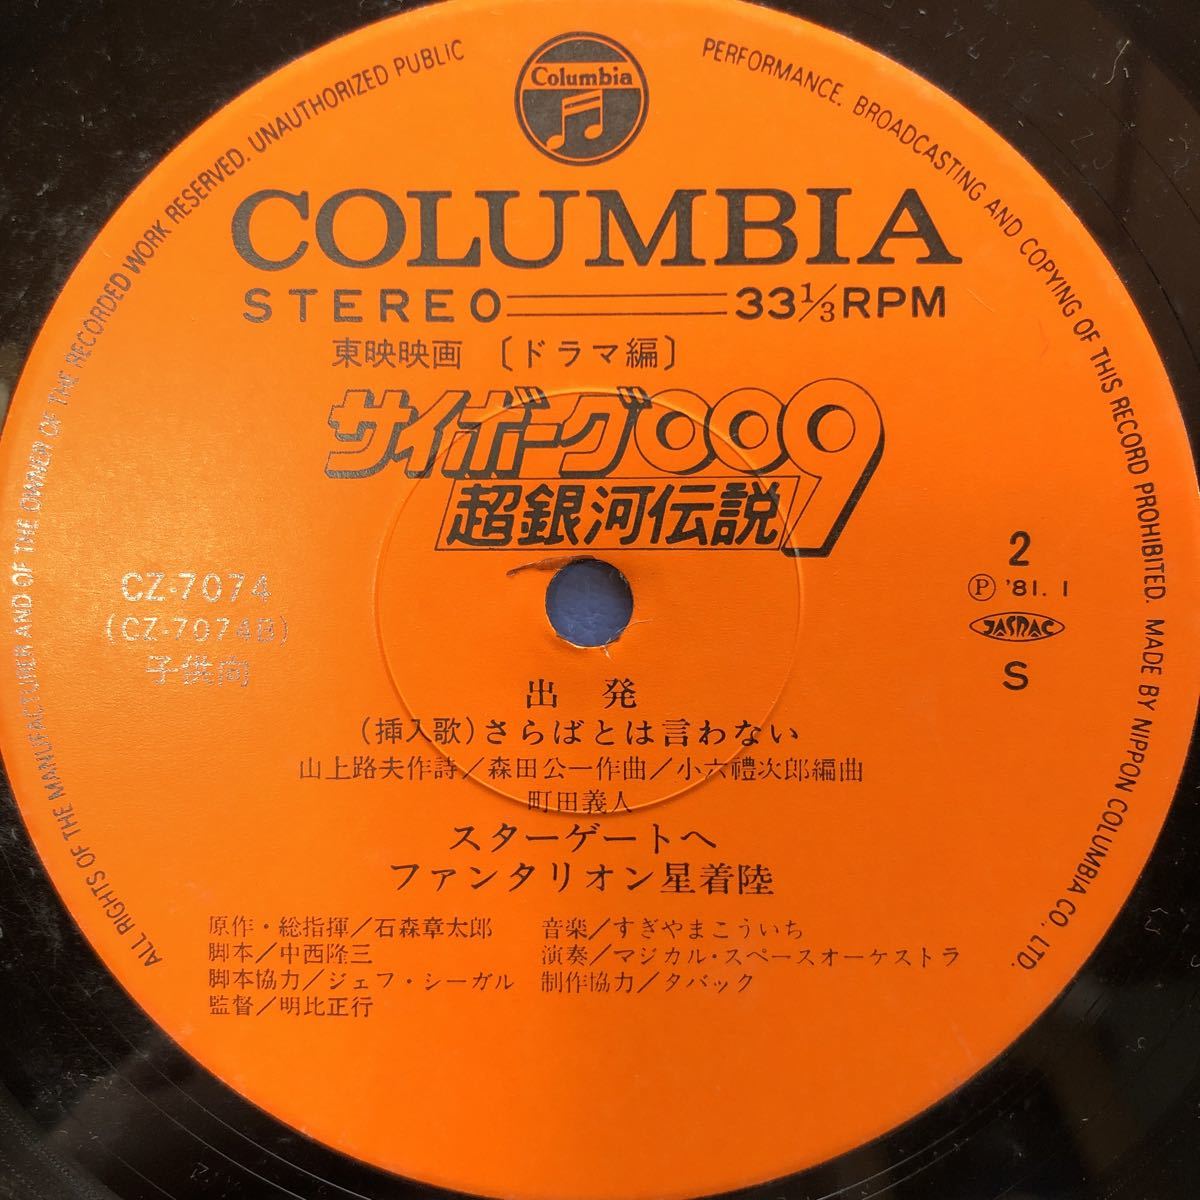 ALL RIGHTS OF THE MANUFACTURER AND OF THE OWNER OF THE RECORDED WORK RESERVED. UNAUTHORIZED PUBLIC PERFORMANCE. BROADCASTING AND COPYING OF THIS RECORD PROHIBITED. MADE BY NIPPON COLUMBIA CO., LTD.
Columbia
COLUMBIA
STEREO 33 1/3 RPM
東映映画 〔ドラマ編〕
サイボーグ009
超銀河伝説
CZ-7074
(CZ-7074B)
子供向
2
Ⓟ '81. 1
JASRAC
S
出 発
(挿入歌)さらばとは言わない
山上路夫作詩/森田公一作曲/小六禮次郎編曲
町田義人
スターゲートへ
ファンタリオン星着陸
原作・総指揮/石森章太郎 音楽/すぎやまこういち
脚本/中西隆三 演奏/マジカル・スペースオーケストラ
脚本協力/ジェフ・シーガル 制作協力/タバック
監督/明比正行